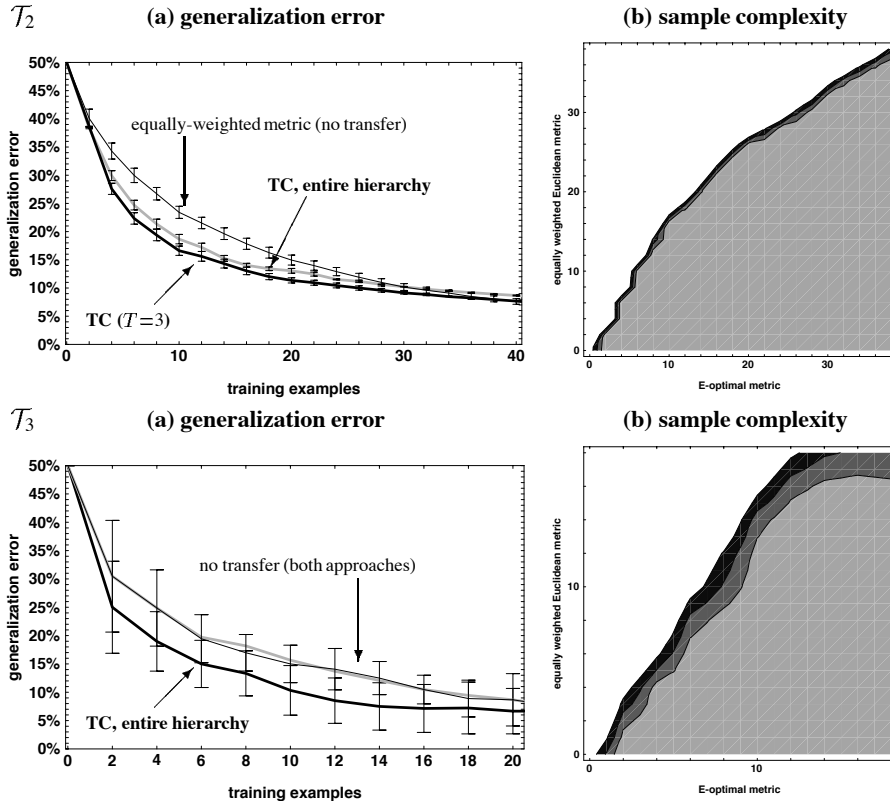 𝒯2 (a) generalization error (b) sample complexity
50%
45%
40%
35%
30%
25%
20%
15%
10%
5%
0%
generalization error
equally-weighted metric (no transfer)
TC, entire hierarchy
TC (T=3)
0 10 20 30 40
training examples
30
20
10
0
equally weighted Euclidean metric
0 10 20 30
E-optimal metric
𝒯3 (a) generalization error (b) sample complexity
50%
45%
40%
35%
30%
25%
20%
15%
10%
5%
0%
generalization error
no transfer (both approaches)
TC, entire hierarchy
0 2 4 6 8 10 12 14 16 18 20
training examples
10
0
equally weighted Euclidean metric
0 10
E-optimal metric